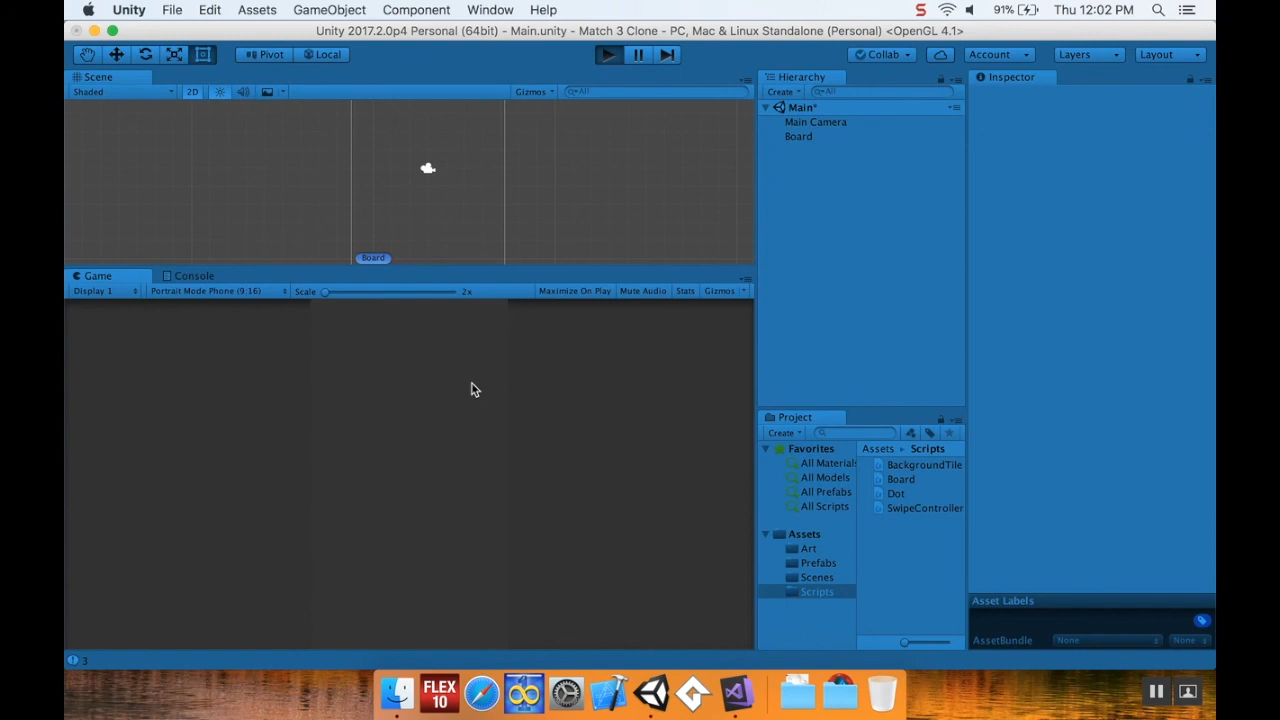 Unity File Edit Assets GameObject Component Window Help S 91% Thu 12:02 PM
Unity 2017.2.0p4 Personal (64bit) - Main.unity - Match 3 Clone - PC, Mac & Linux Standalone (Personal) <OpenGL 4.1>
Pivot Local Collab Account Layers Layout
Scene Hierarchy Inspector
Shaded 2D Gizmos All Create All
Main*
Main Camera
Board
Board
Game Console
Display 1 Portrait Mode Phone (9:16) Scale 2x Maximize On Play Mute Audio Stats Gizmos
Project
Create
Favorites Assets Scripts
All Materials BackgroundTile
All Models Board
All Prefabs Dot
All Scripts SwipeController
Assets
Art
Prefabs
Scenes
Scripts
Asset Labels
AssetBundle None None
3
FLEX
10